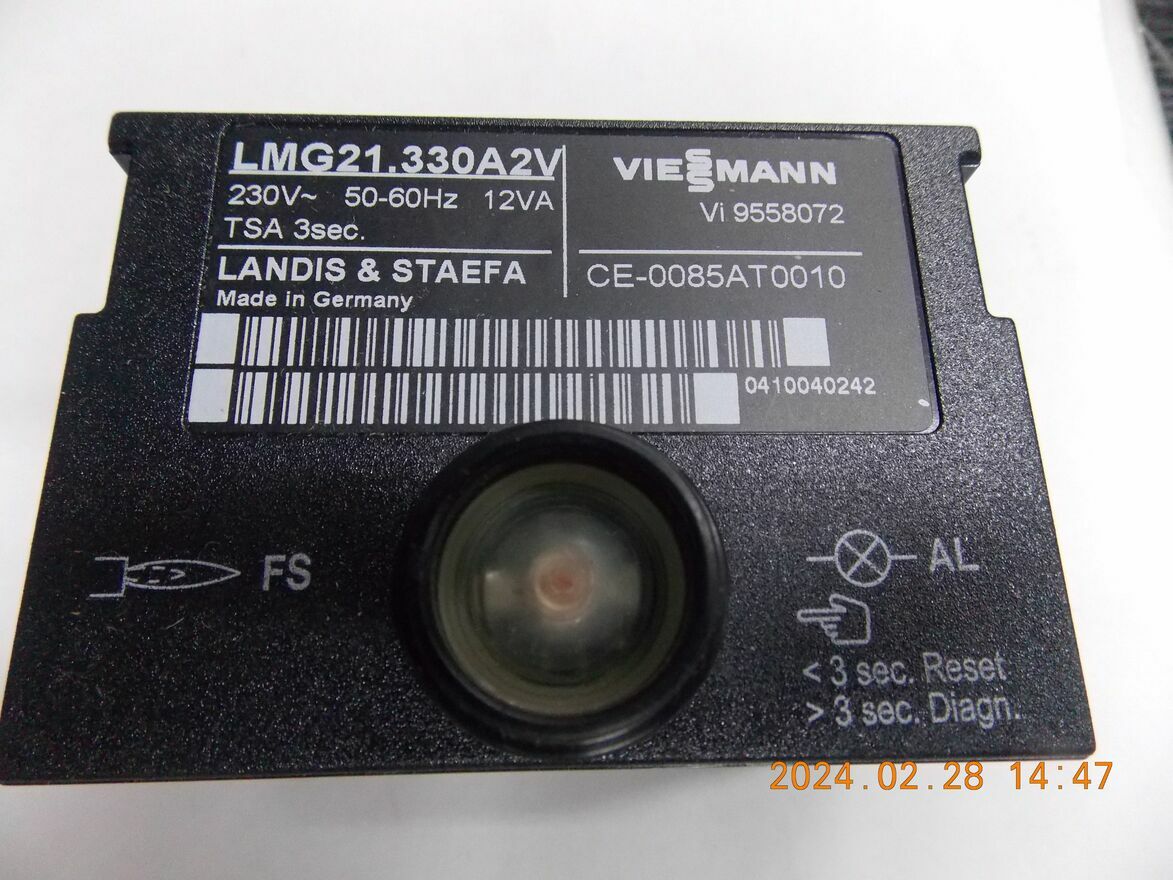 LMG21.330A2V
230V~ 50-60Hz 12VA
TSA 3sec.
LANDIS & STAEFA
Made in Germany
VIESSMANN
Vi 9558072
CE-0085AT0010
0410040242
FS
AL
< 3 sec. Reset
> 3 sec. Diagn.
2024.02.28 14:47